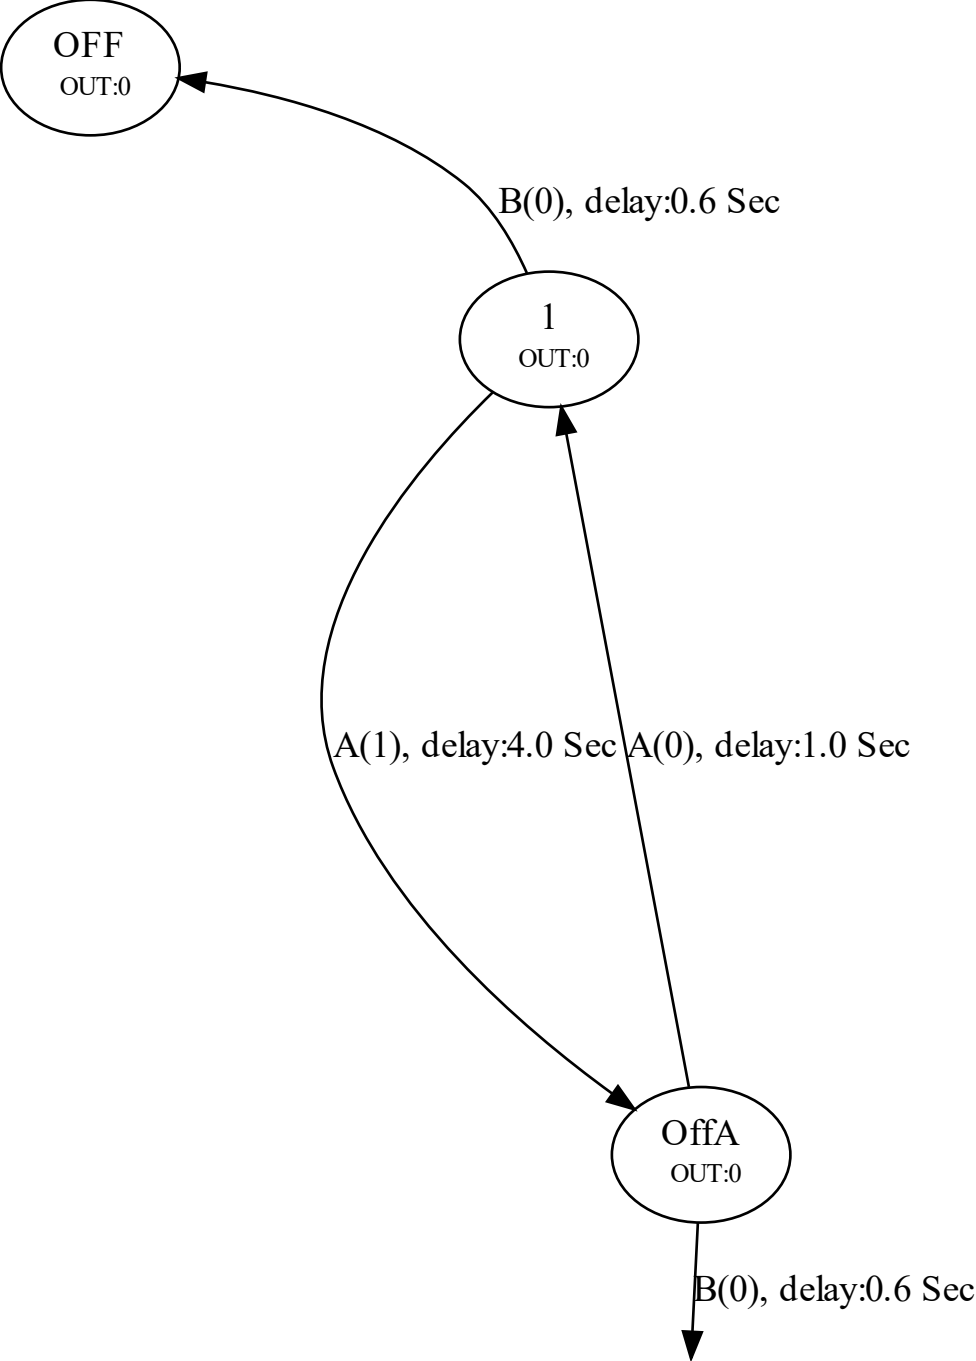 OFF
OUT:0
B(0), delay:0.6 Sec
1
OUT:0
A(1), delay:4.0 Sec
A(0), delay:1.0 Sec
OffA
OUT:0
B(0), delay:0.6 Sec